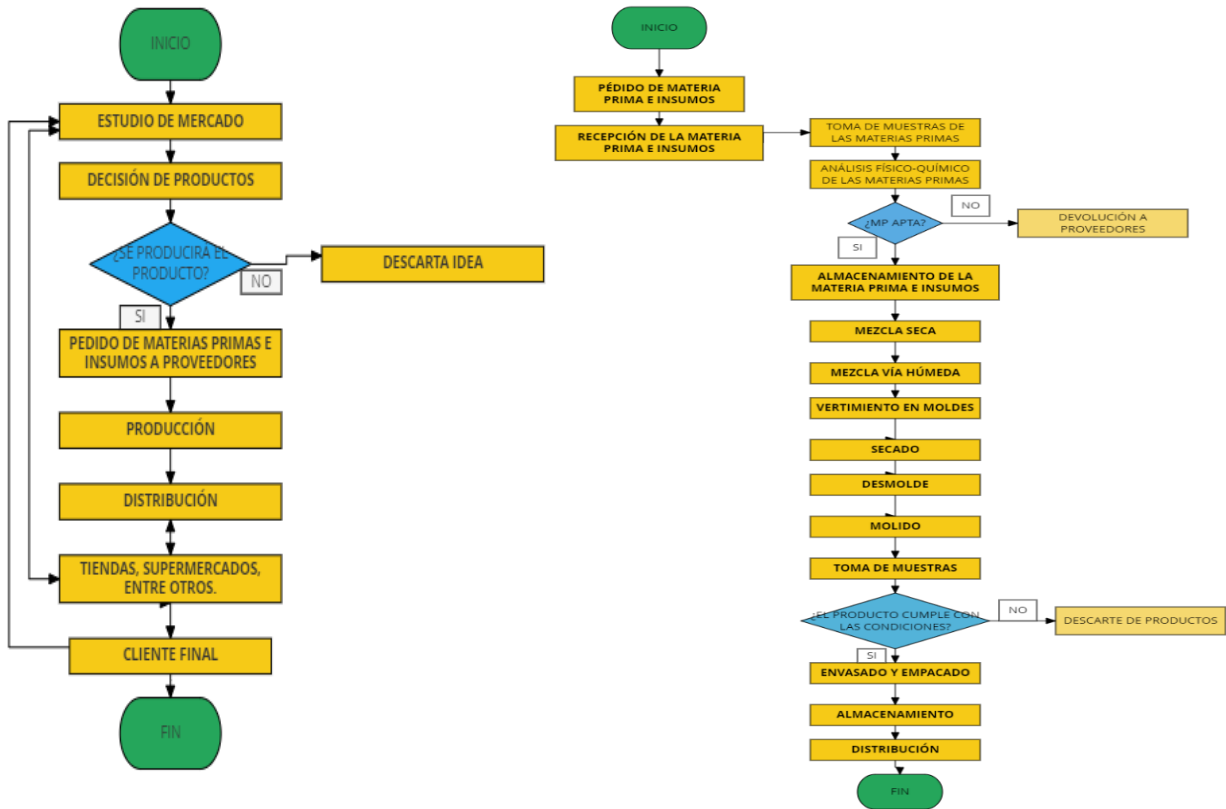 INICIO
ESTUDIO DE MERCADO
DECISIÓN DE PRODUCTOS
¿SE PRODUCIRÁ EL
PRODUCTO?
NO
DESCARTA IDEA
SI
PEDIDO DE MATERIAS PRIMAS E
INSUMOS A PROVEEDORES
PRODUCCIÓN
DISTRIBUCIÓN
TIENDAS, SUPERMERCADOS,
ENTRE OTROS.
CLIENTE FINAL
FIN
INICIO
PÉDIDO DE MATERIA
PRIMA E INSUMOS
RECEPCIÓN DE LA MATERIA
PRIMA E INSUMOS
TOMA DE MUESTRAS DE
LAS MATERIAS PRIMAS
ANÁLISIS FÍSICO-QUÍMICO
DE LAS MATERIAS PRIMAS
¿MP APTA?
NO
DEVOLUCIÓN A
PROVEEDORES
SI
ALMACENAMIENTO DE LA
MATERIA PRIMA E INSUMOS
MEZCLA SECA
MEZCLA VÍA HÚMEDA
VERTIMIENTO EN MOLDES
SECADO
DESMOLDE
MOLIDO
TOMA DE MUESTRAS
¿EL PRODUCTO CUMPLE CON
LAS CONDICIONES?
NO
DESCARTE DE PRODUCTOS
SI
ENVASADO Y EMPACADO
ALMACENAMIENTO
DISTRIBUCIÓN
FIN